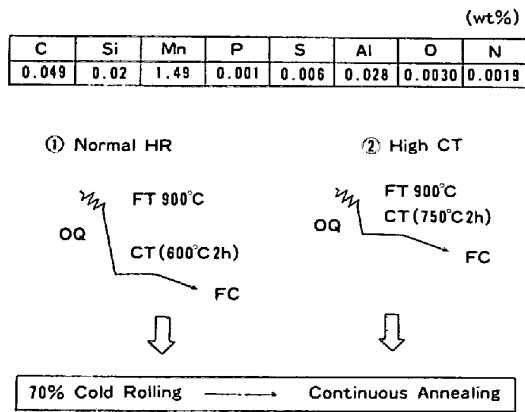 (wt%)
C Si Mn P S Al O N
0.049 0.02 1.49 0.001 0.006 0.028 0.0030 0.0019
① Normal HR ② High CT
FT 900℃ FT 900℃
OQ CT (750℃2h)
CT (600℃2h) OQ
FC FC
70% Cold Rolling → Continuous Annealing